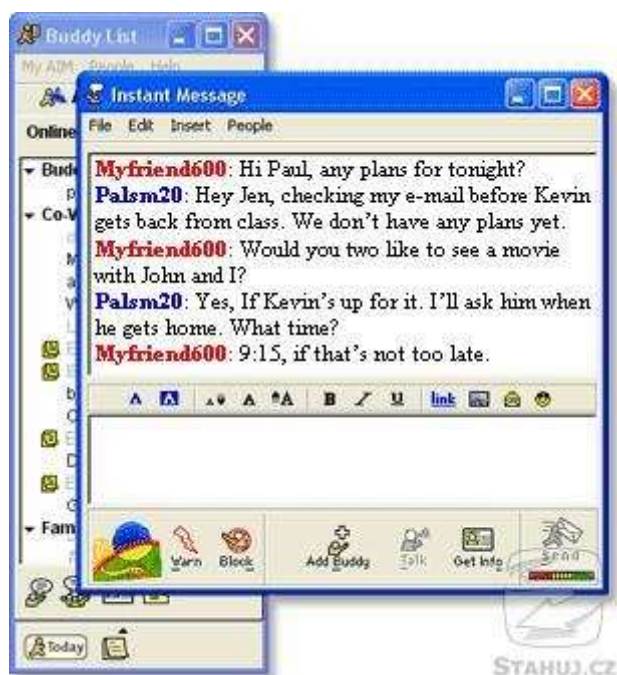 Buddy List
My AIM People Help
Instant Message
File Edit Insert People
Online
Myfriend600: Hi Paul, any plans for tonight?
Palsm20: Hey Jen, checking my e-mail before Kevin
gets back from class. We don't have any plans yet.
Myfriend600: Would you two like to see a movie
with John and I?
Palsm20: Yes, If Kevin's up for it. I'll ask him when
he gets home. What time?
Myfriend600: 9:15, if that's not too late.
A A A A A B I U link
Warn Block Add Buddy Talk Get Info Send
Today
STAHUJ.CZ